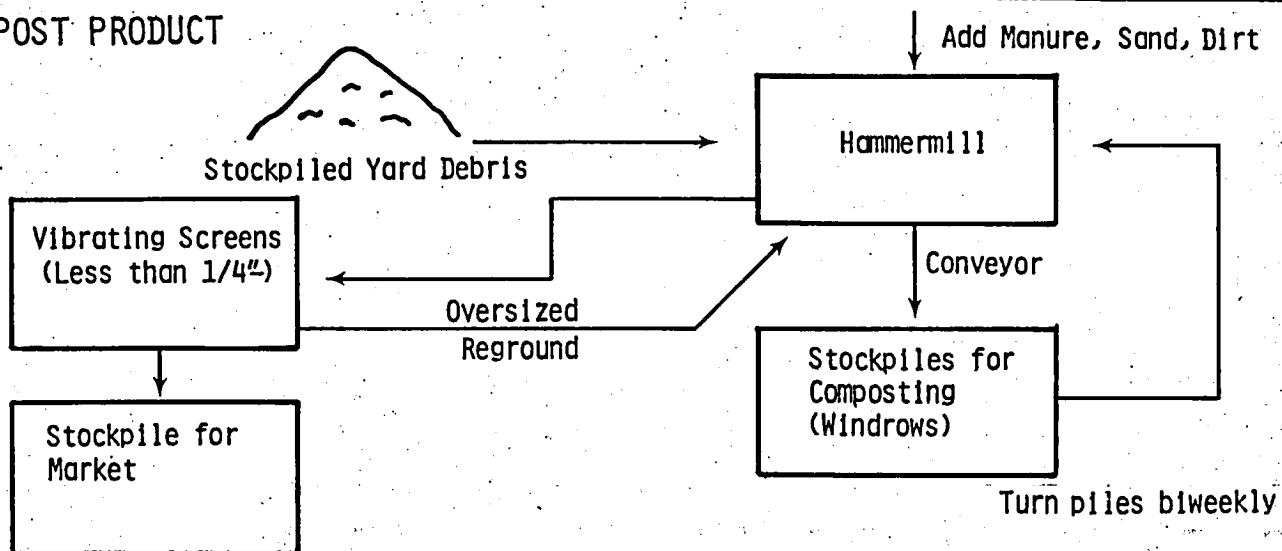 POST PRODUCT
Add Manure, Sand, Dirt
Stockpiled Yard Debris
Hammermill
Vibrating Screens
(Less than 1/4")
Conveyor
Oversized
Reground
Stockpiles for
Composting
(Windrows)
Stockpile for
Market
Turn piles biweekly